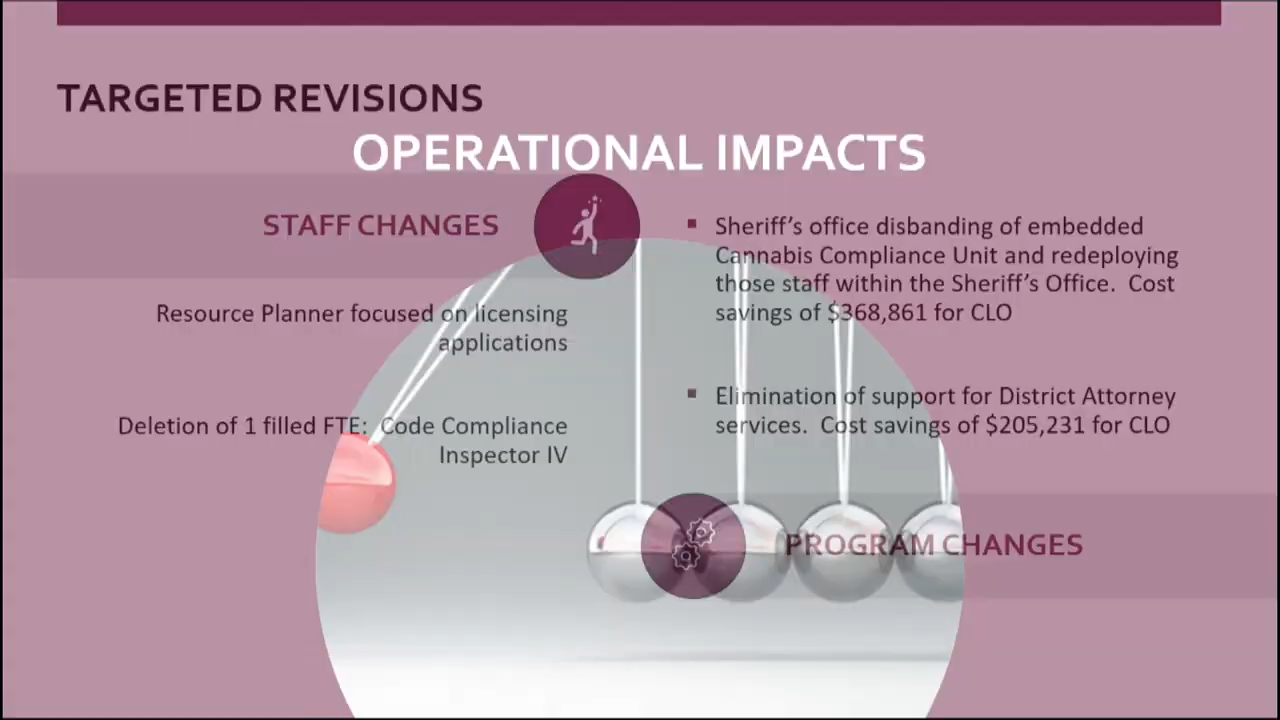 TARGETED REVISIONS
OPERATIONAL IMPACTS
STAFF CHANGES
Resource Planner focused on licensing
applications
Deletion of 1 filled FTE:  Code Compliance
Inspector IV
▪ Sheriff's office disbanding of embedded
Cannabis Compliance Unit and redeploying
those staff within the Sheriff's Office.  Cost
savings of $368,861 for CLO
▪ Elimination of support for District Attorney
services.  Cost savings of $205,231 for CLO
PROGRAM CHANGES